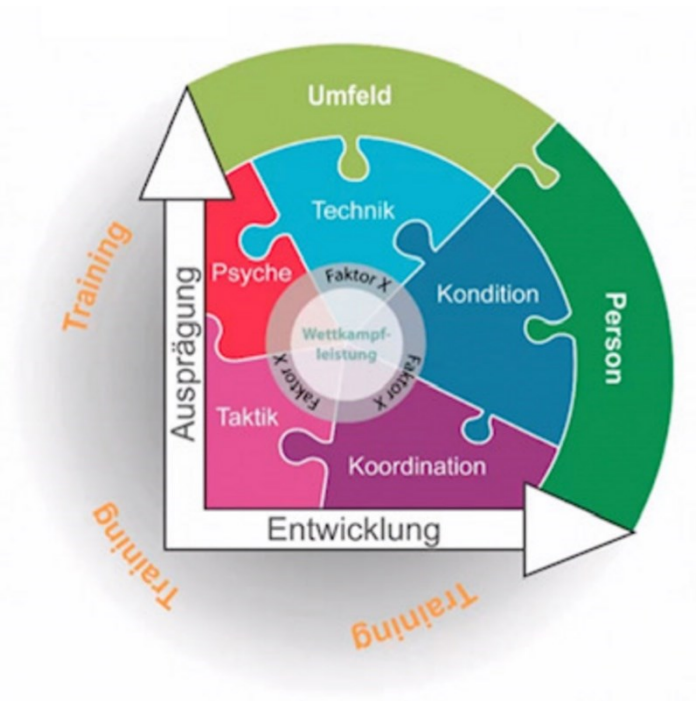 Umfeld
Technik
Psyche
Faktor X
Kondition
Person
Training
Ausprägung
Wettkampf-
leistung
Faktor X
Faktor X
Taktik
Koordination
Entwicklung
Training
Training